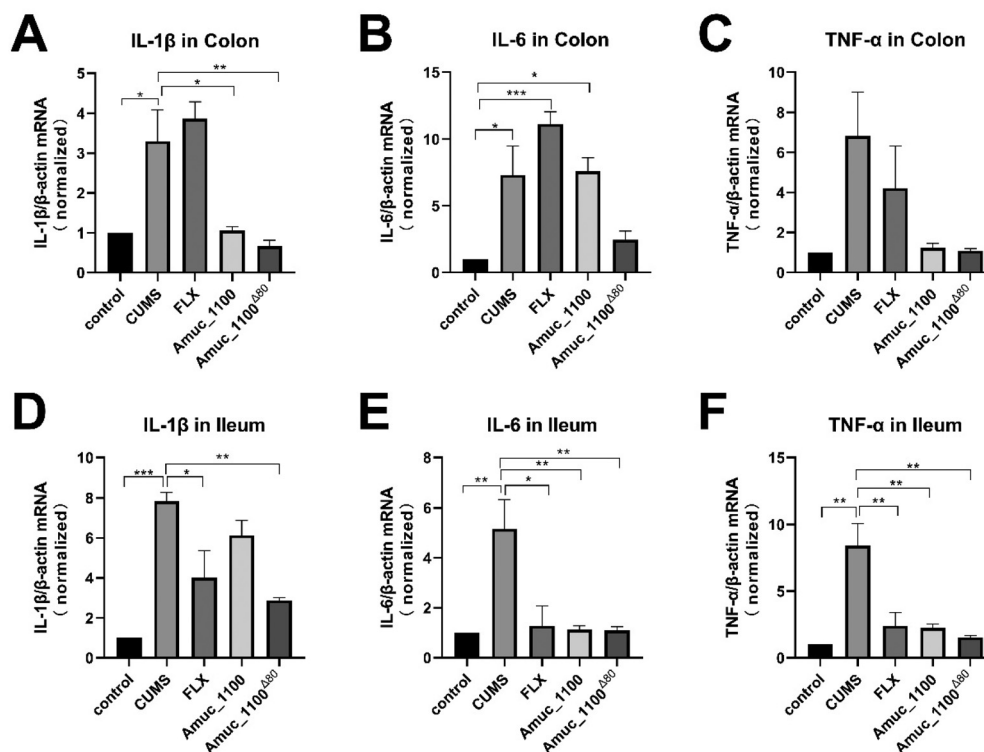 A
IL-1β in Colon
IL-1β/β-actin mRNA
( normalized)
5
4
3
2
1
0
*
*
**
control
CUMS
FLX
Amuc_1100
Amuc_1100Δ80
B
IL-6 in Colon
IL-6/β-actin mRNA
( normalized)
15
10
5
0
*
***
*
control
CUMS
FLX
Amuc_1100
Amuc_1100Δ80
C
TNF-α in Colon
TNF-α/β-actin mRNA
( normalized)
10
8
6
4
2
0
control
CUMS
FLX
Amuc_1100
Amuc_1100Δ80
D
IL-1β in Ileum
IL-1β/β-actin mRNA
( normalized)
10
8
6
4
2
0
***
*
**
control
CUMS
FLX
Amuc_1100
Amuc_1100Δ80
E
IL-6 in Ileum
IL-6/β-actin mRNA
( normalized)
8
6
4
2
0
**
**
**
*
control
CUMS
FLX
Amuc_1100
Amuc_1100Δ80
F
TNF-α in Ileum
TNF-α/β-actin mRNA
( normalized)
15
10
5
0
**
**
**
**
control
CUMS
FLX
Amuc_1100
Amuc_1100Δ80